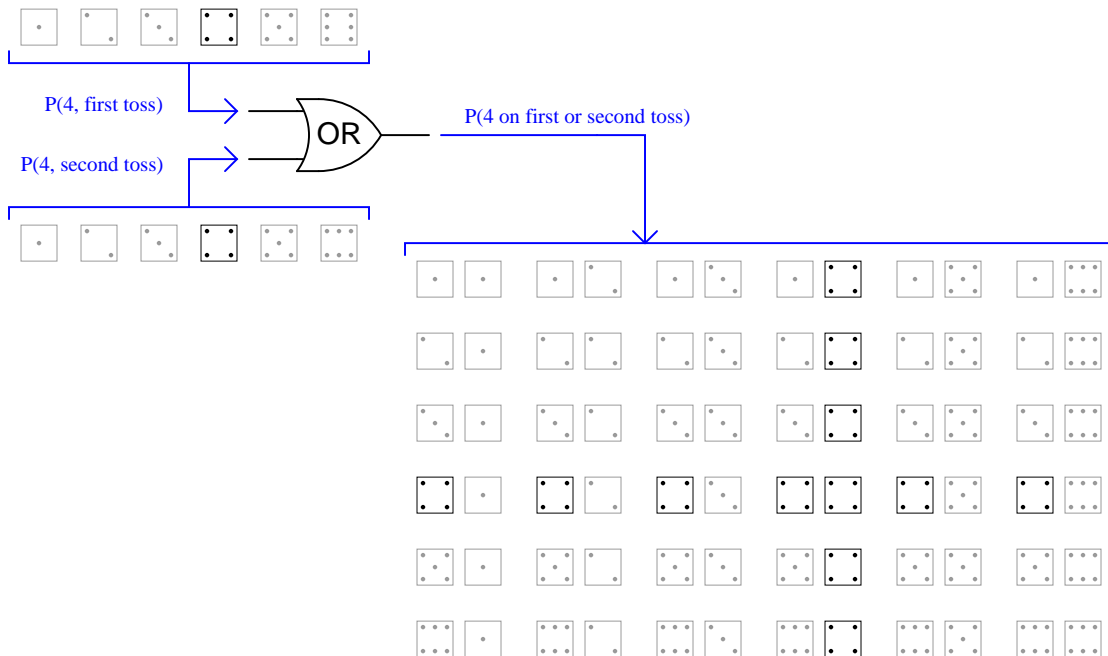 P(4, first toss)
OR
P(4 on first or second toss)
P(4, second toss)